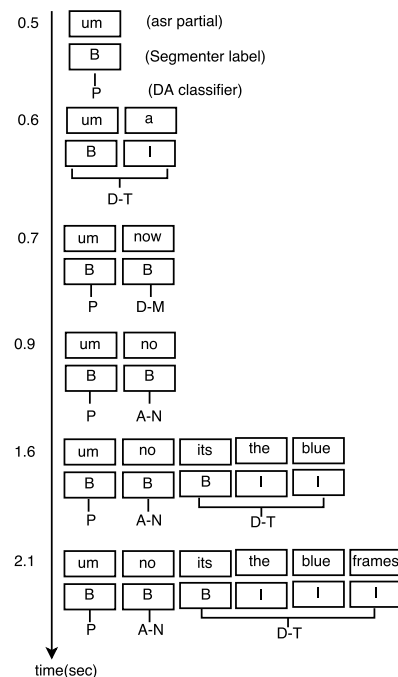 0.5 um (asr partial)
B (Segmenter label)
P (DA classifier)
0.6 um a
B I
D-T
0.7 um now
B B
P D-M
0.9 um no
B B
P A-N
1.6 um no its the blue
B B B I I
P A-N D-T
2.1 um no its the blue frames
B B B I I I
P A-N D-T
time(sec)